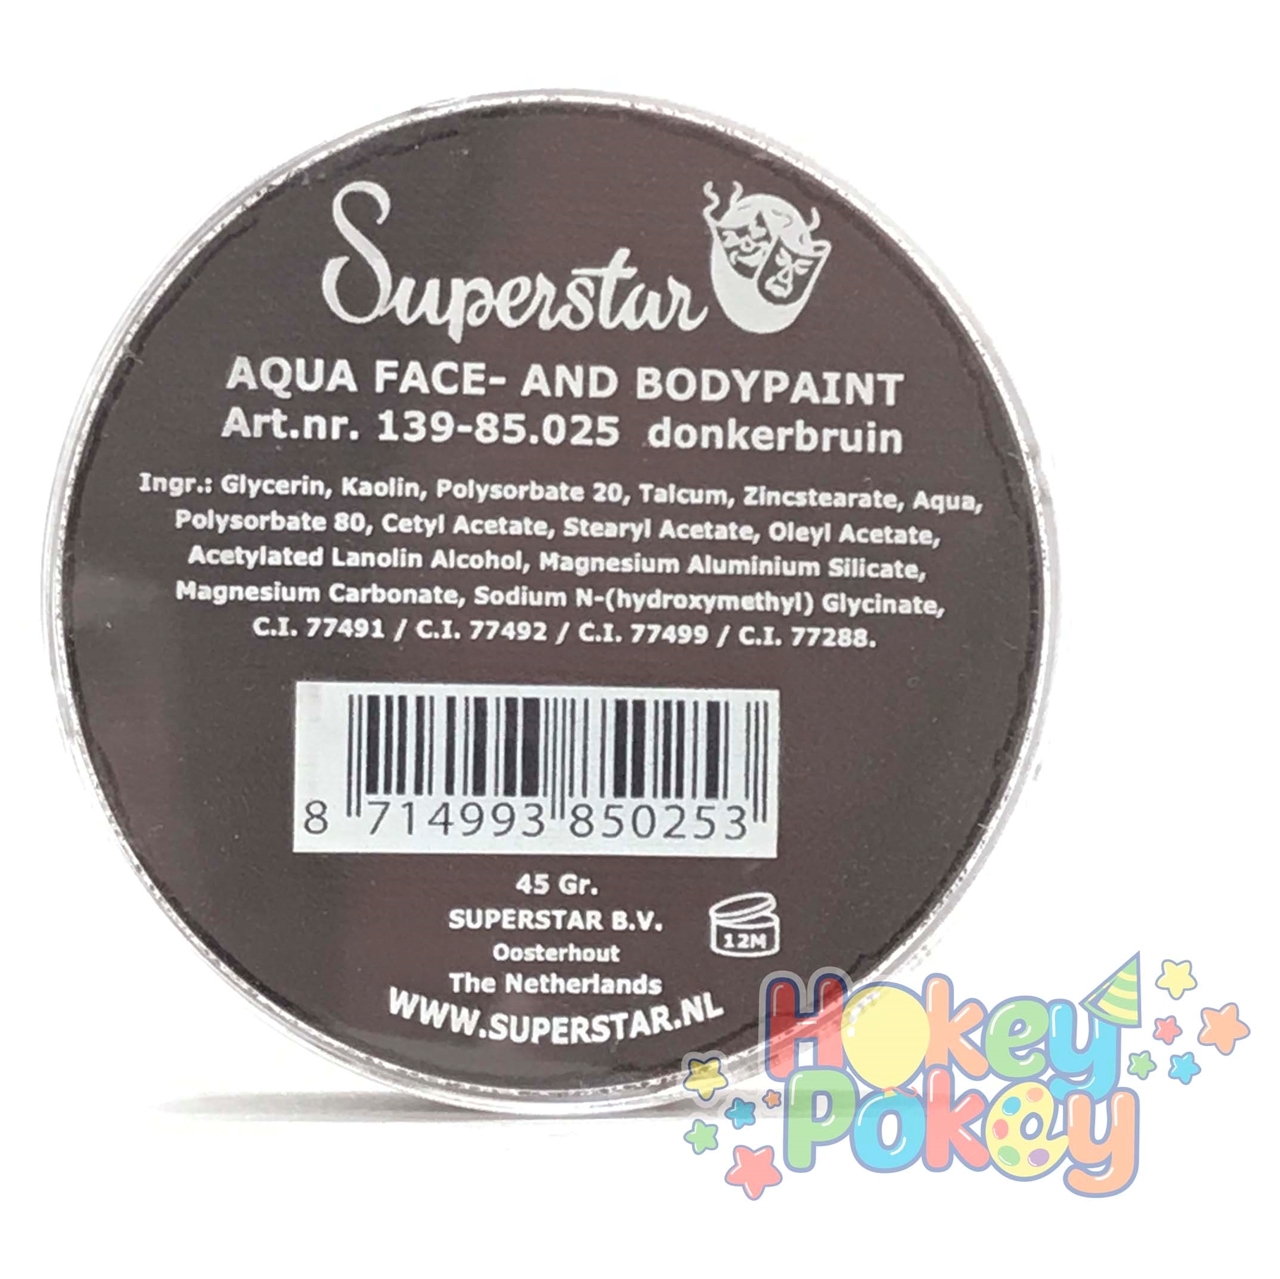 Superstar
AQUA FACE- AND BODYPAINT
Art.nr. 139-85.025 donkerbruin
Ingr.: Glycerin, Kaolin, Polysorbate 20, Talcum, Zincstearate, Aqua,
Polysorbate 80, Cetyl Acetate, Stearyl Acetate, Oleyl Acetate,
Acetylated Lanolin Alcohol, Magnesium Aluminium Silicate,
Magnesium Carbonate, Sodium N-(hydroxymethyl) Glycinate,
C.I. 77491 / C.I. 77492 / C.I. 77499 / C.I. 77288.
8 714993 850253
45 Gr.
SUPERSTAR B.V.
12M
Oosterhout
The Netherlands
WWW.SUPERSTAR.NL
Hokey
Pokey